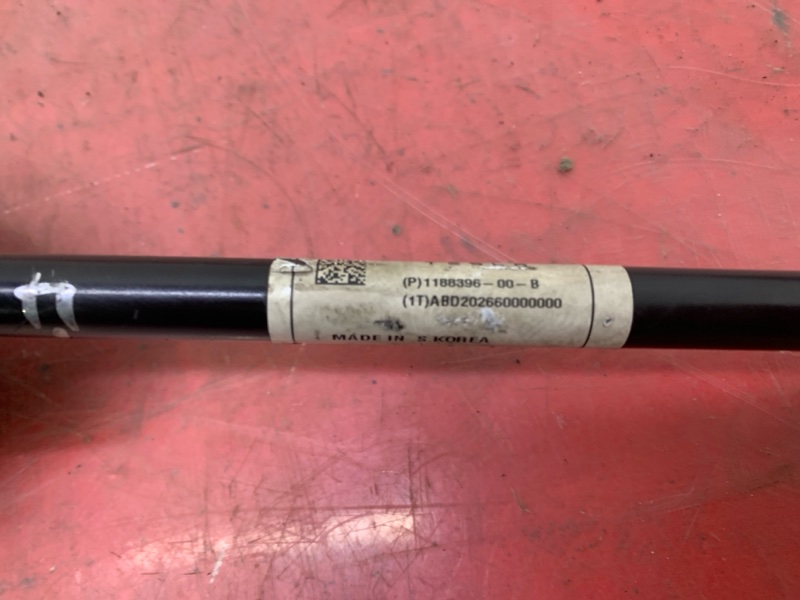 (P)1188396-00-B
(1T)ABD202660000000
MADE IN S.KOREA